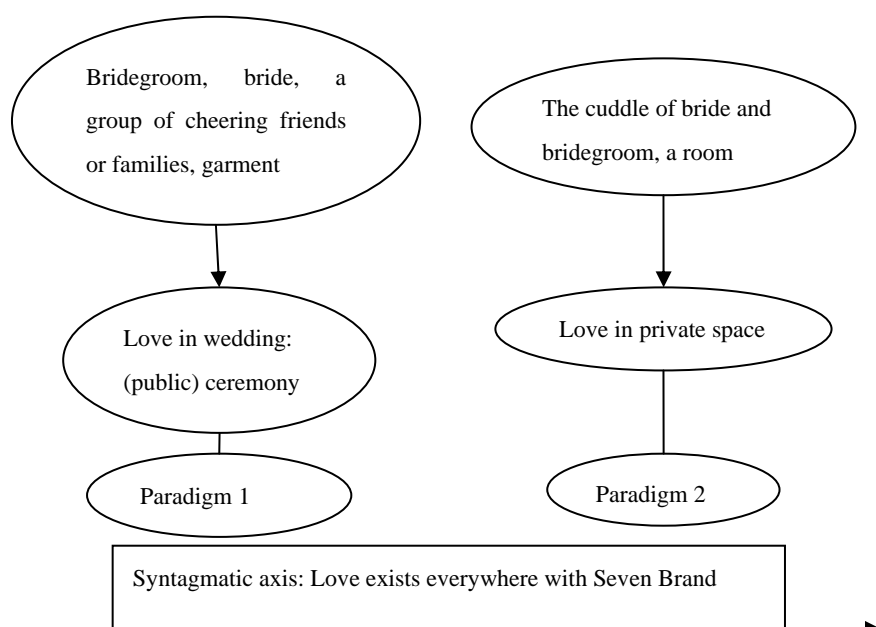 Bridegroom, bride, a
group of cheering friends
or families, garment
The cuddle of bride and
bridegroom, a room
Love in wedding:
(public) ceremony
Love in private space
Paradigm 1
Paradigm 2
Syntagmatic axis: Love exists everywhere with Seven Brand